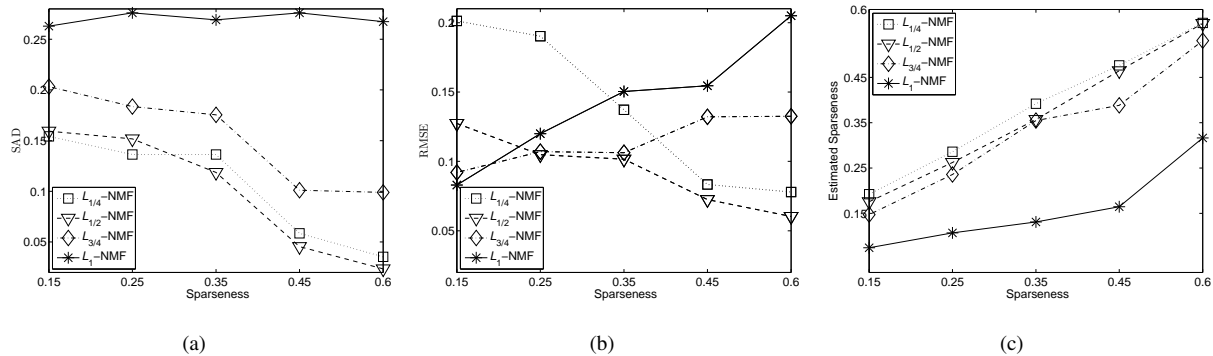 0.25
0.2
SAD
0.15
0.1
0.05
L1/4−NMF
L1/2−NMF
L3/4−NMF
L1−NMF
0.15 0.25 0.35 0.45 0.6
Sparseness
(a)
0.2
0.15
RMSE
0.1
0.05
L1/4−NMF
L1/2−NMF
L3/4−NMF
L1−NMF
0.15 0.25 0.35 0.45 0.6
Sparseness
(b)
0.6
0.45
0.35
0.25
0.15
Estimated Sparseness
L1/4−NMF
L1/2−NMF
L3/4−NMF
L1−NMF
0.15 0.25 0.35 0.45 0.6
Sparseness
(c)